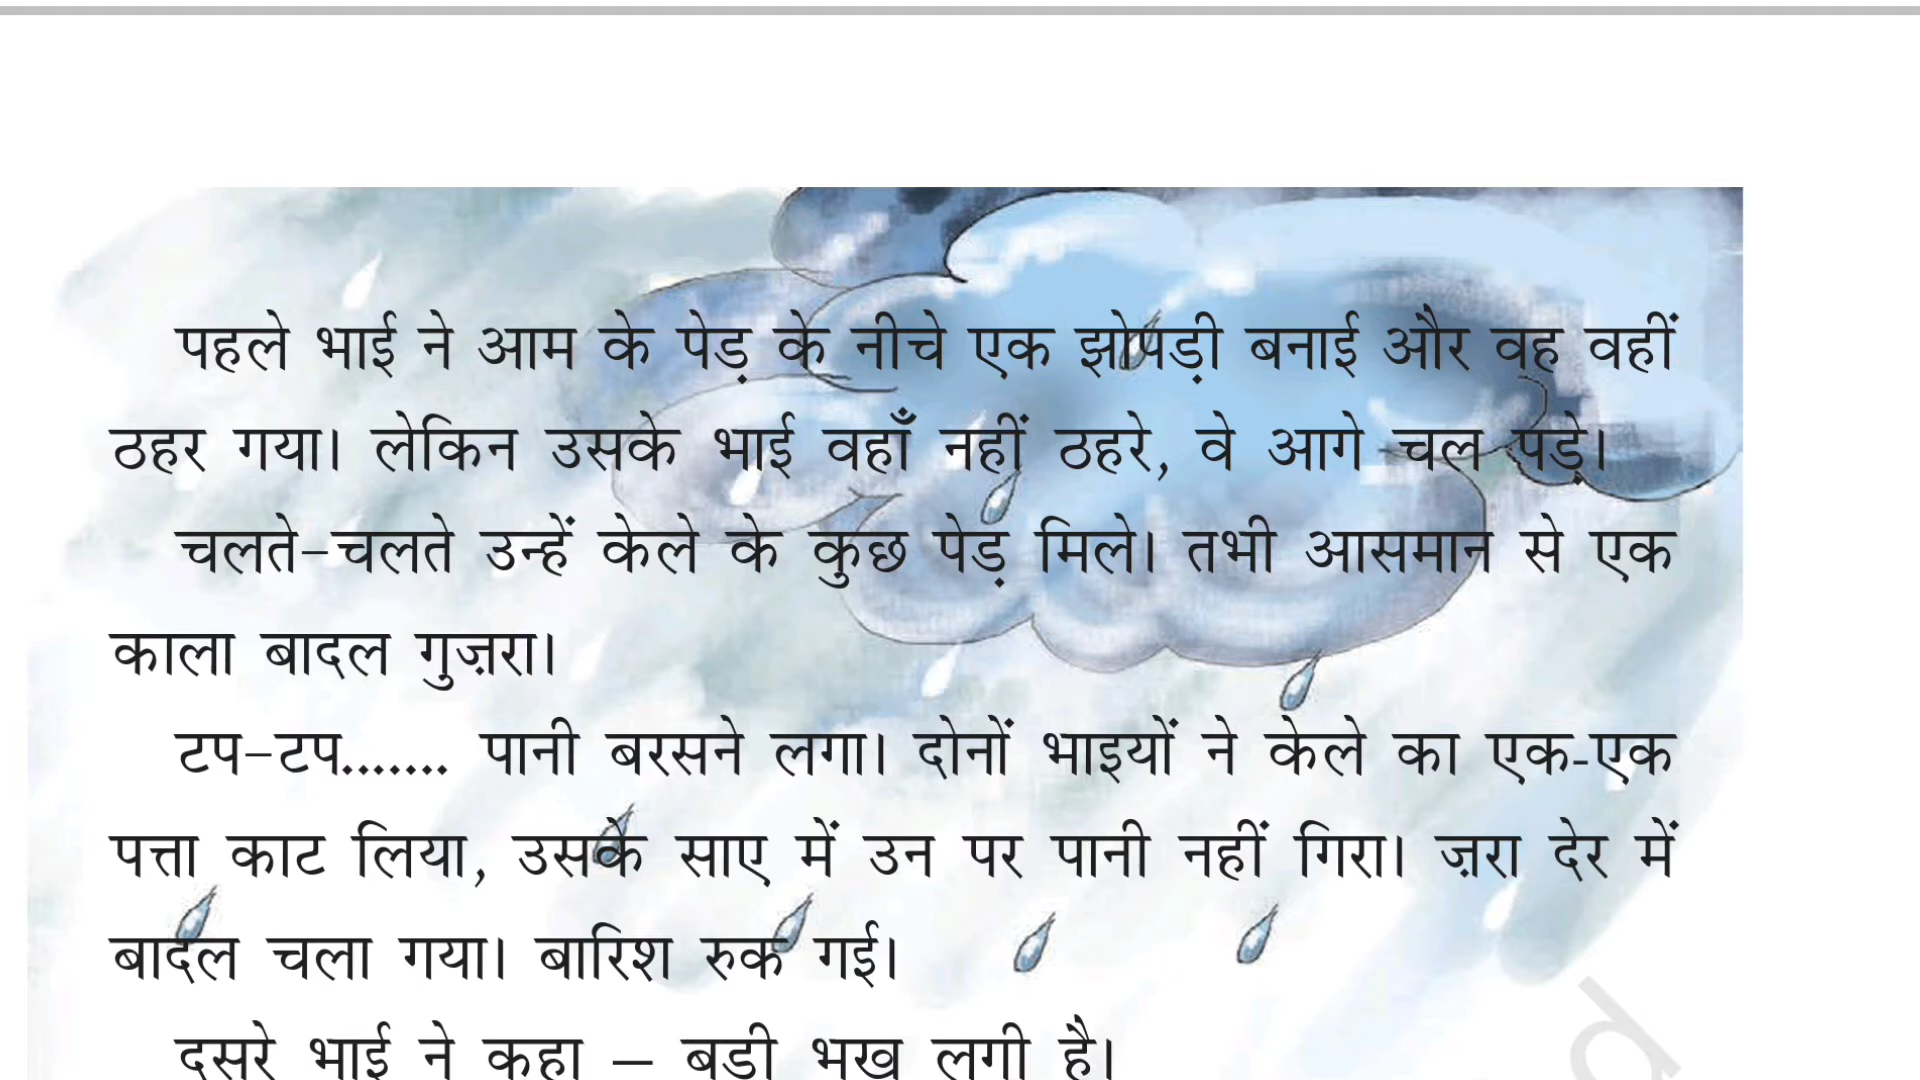 पहले भाई ने आम के पेड़ के नीचे एक झोपड़ी बनाई और वह वहीं
ठहर गया। लेकिन उसके भाई वहाँ नहीं ठहरे, वे आगे चल पड़े।
चलते–चलते उन्हें केले के कुछ पेड़ मिले। तभी आसमान से एक
काला बादल गुज़रा।
टप–टप....... पानी बरसने लगा। दोनों भाइयों ने केले का एक-एक
पत्ता काट लिया, उसके साए में उन पर पानी नहीं गिरा। ज़रा देर में
बादल चला गया। बारिश रुक गई।
दूसरे भाई ने कहा – बड़ी भूख लगी है।
d